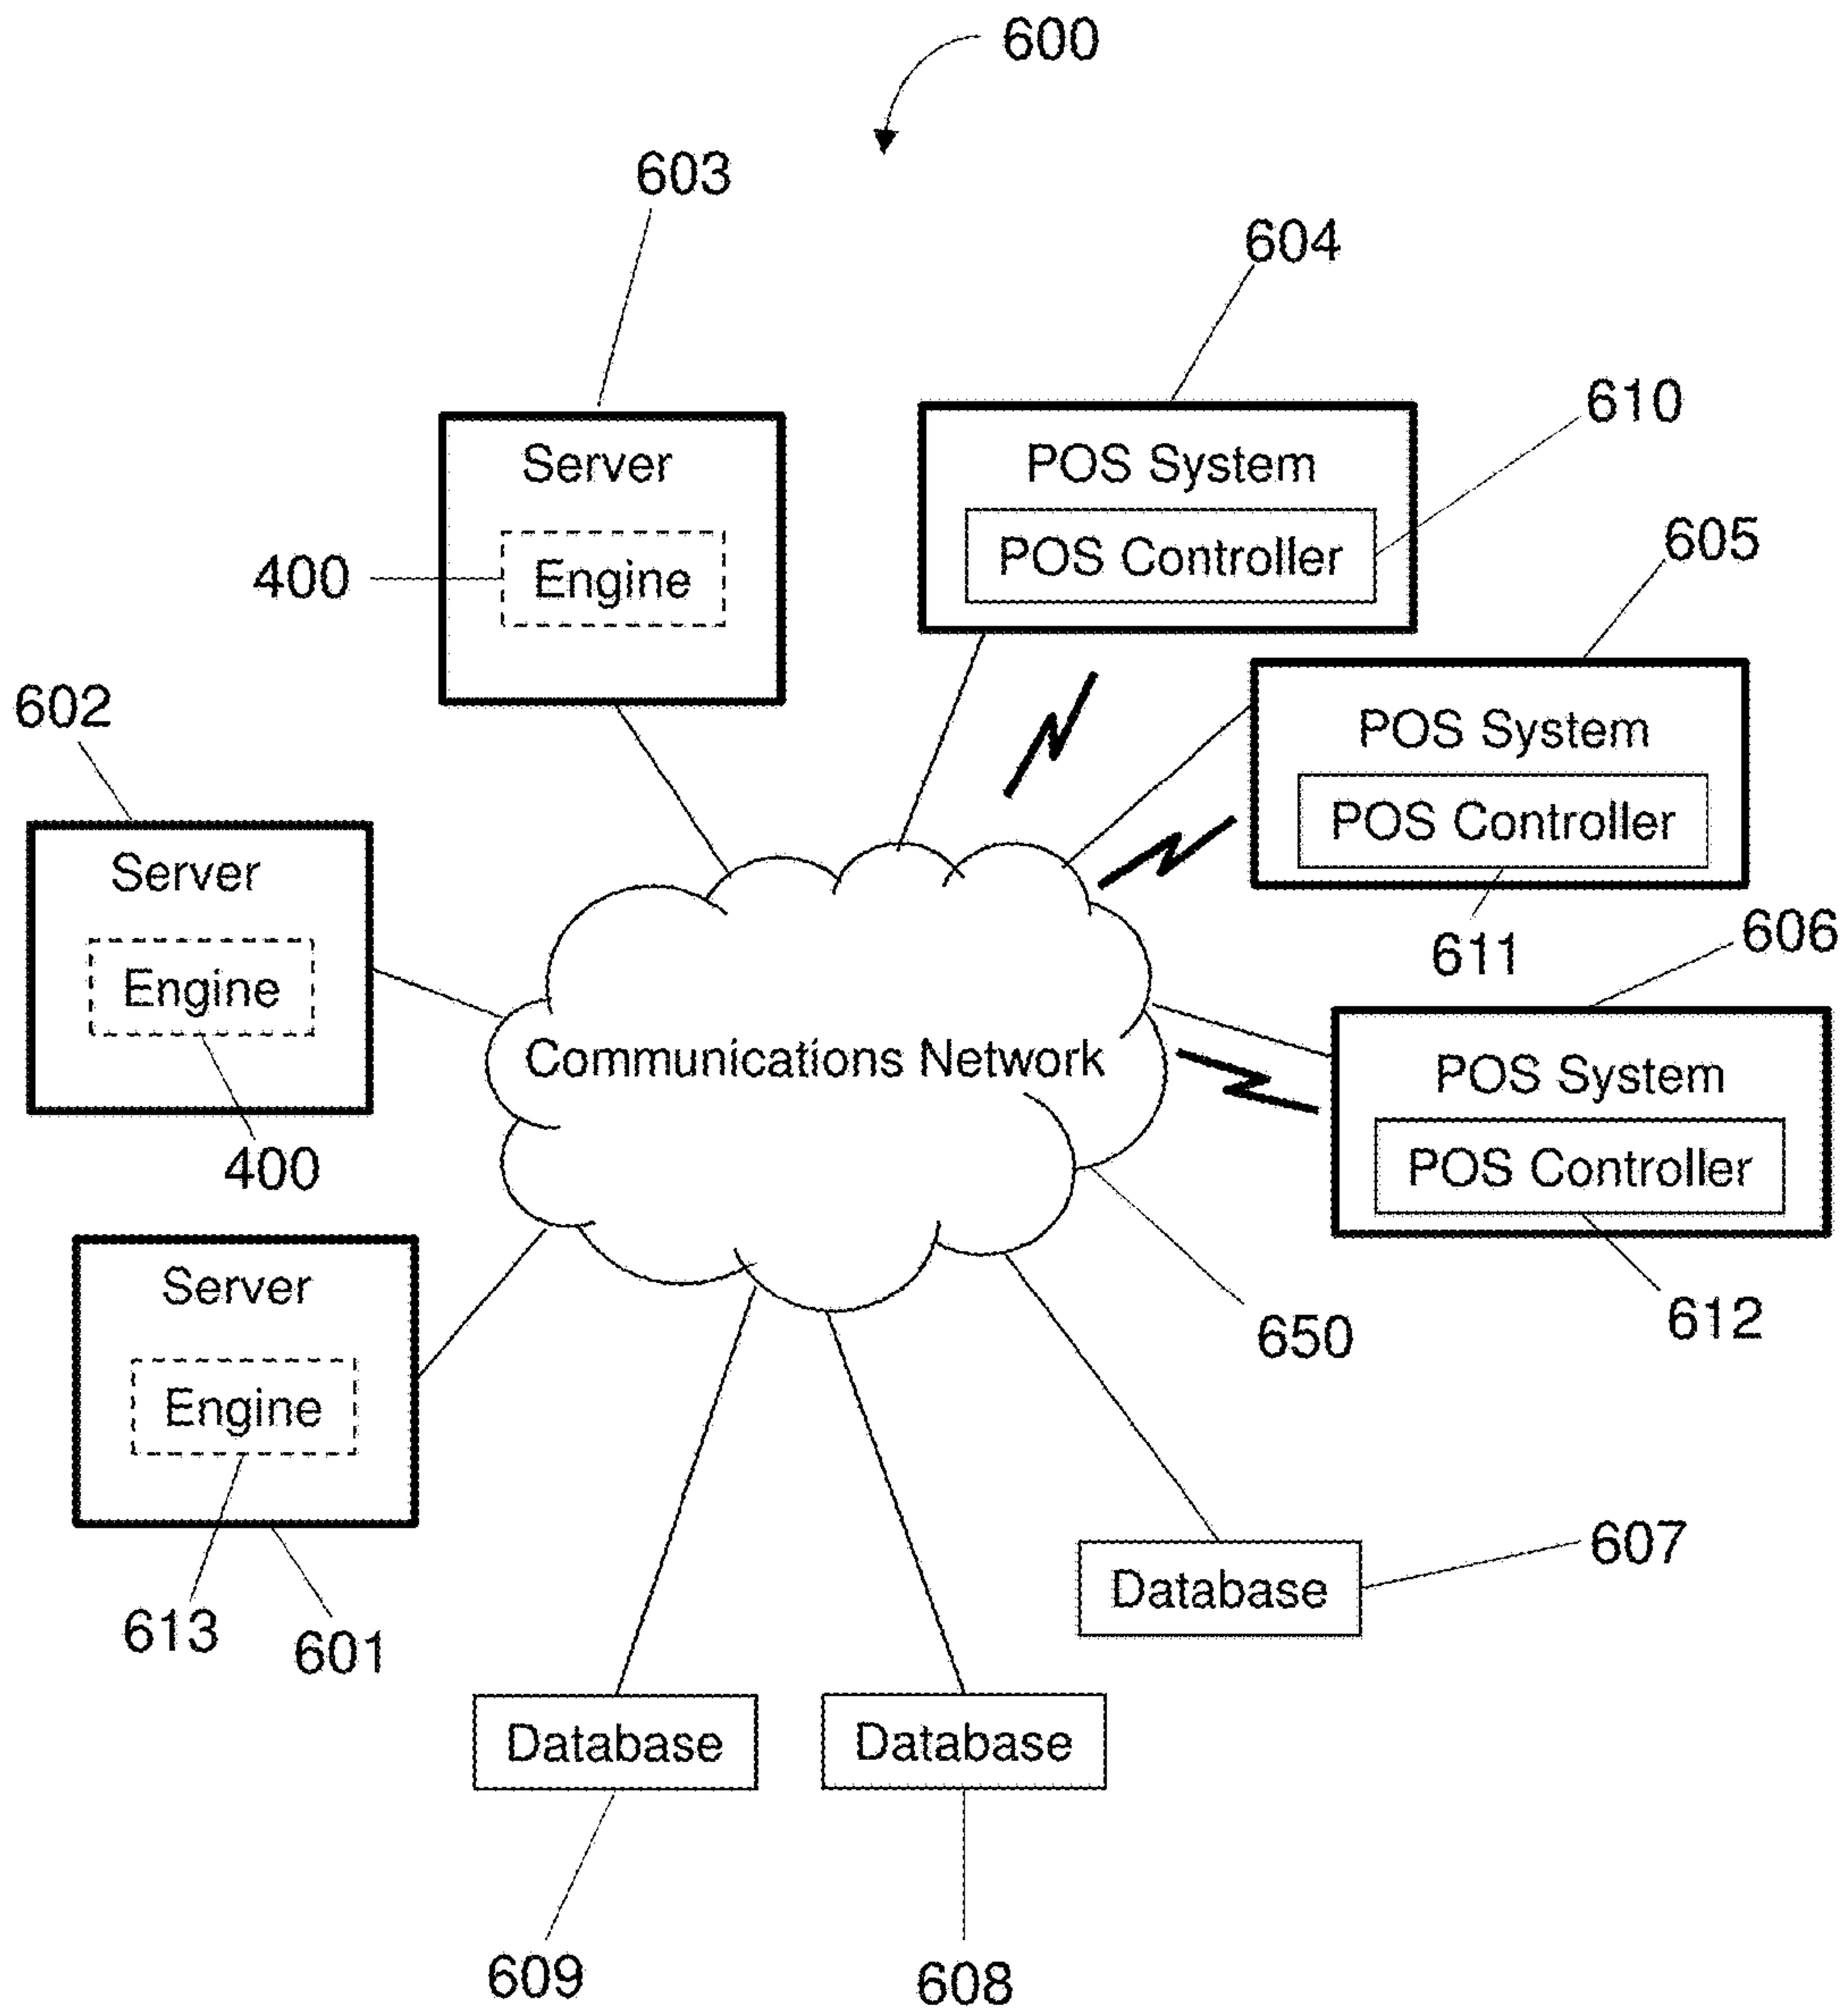 600
603
604
610
Server
POS System
POS Controller
400
Engine
605
POS System
POS Controller
611
602
Server
Engine
400
606
Communications Network
POS System
POS Controller
612
650
Server
Engine
613
601
607
Database
Database
Database
609
608